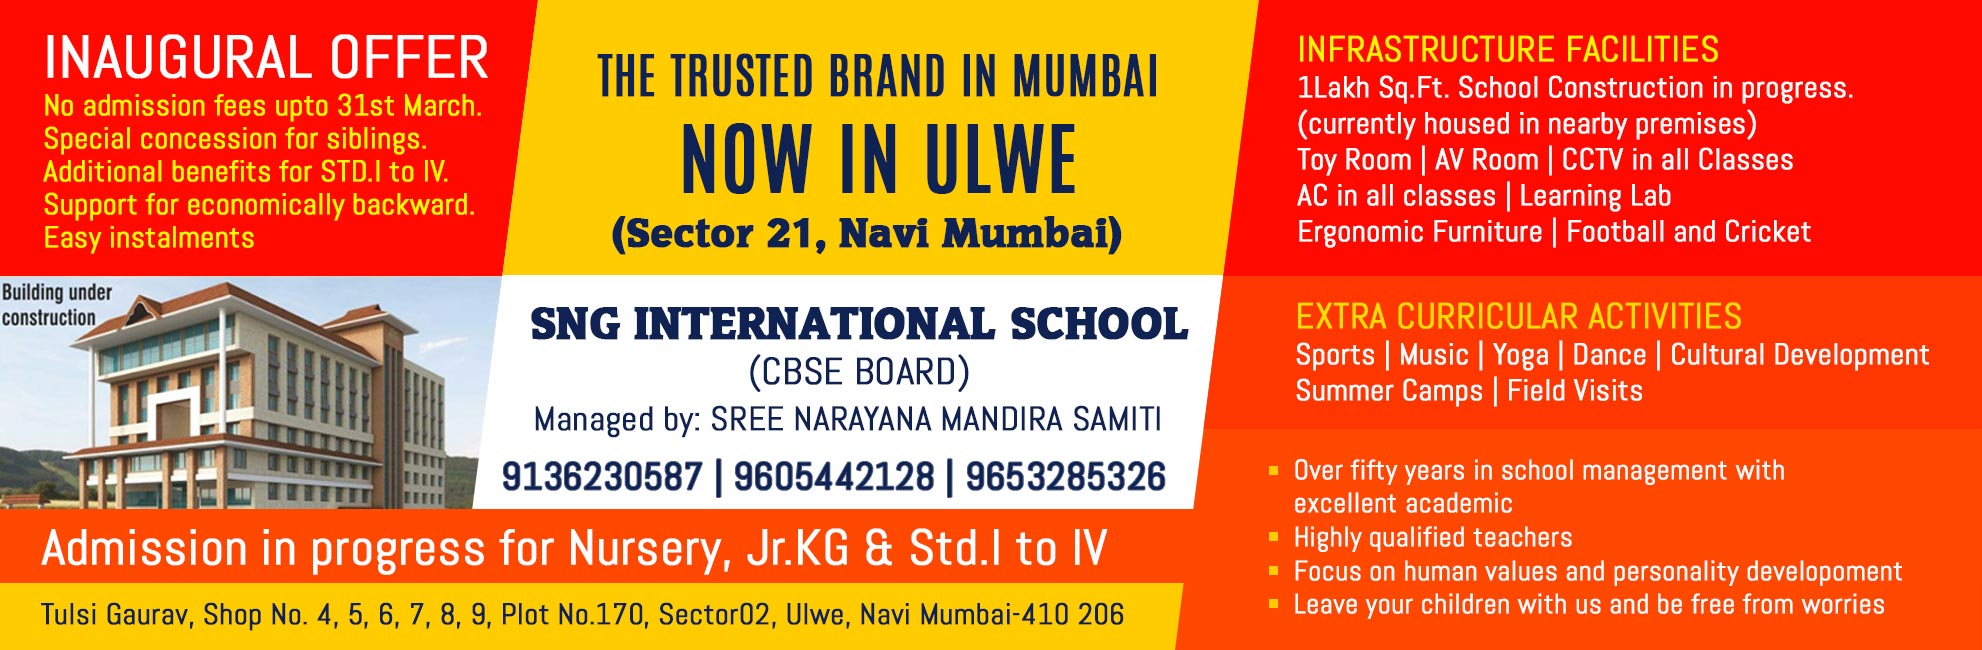 INAUGURAL OFFER
No admission fees upto 31st March.
Special concession for siblings.
Additional benefits for STD.I to IV.
Support for economically backward.
Easy instalments
Building under
construction
THE TRUSTED BRAND IN MUMBAI
NOW IN ULWE
(Sector 21, Navi Mumbai)
SNG INTERNATIONAL SCHOOL
(CBSE BOARD)
Managed by: SREE NARAYANA MANDIRA SAMITI
9136230587 | 9605442128 | 9653285326
Admission in progress for Nursery, Jr.KG & Std.I to IV
Tulsi Gaurav, Shop No. 4, 5, 6, 7, 8, 9, Plot No.170, Sector02, Ulwe, Navi Mumbai-410 206
INFRASTRUCTURE FACILITIES
1Lakh Sq.Ft. School Construction in progress.
(currently housed in nearby premises)
Toy Room | AV Room | CCTV in all Classes
AC in all classes | Learning Lab
Ergonomic Furniture | Football and Cricket
EXTRA CURRICULAR ACTIVITIES
Sports | Music | Yoga | Dance | Cultural Development
Summer Camps | Field Visits
Over fifty years in school management with
excellent academic
Highly qualified teachers
Focus on human values and personality developoment
Leave your children with us and be free from worries